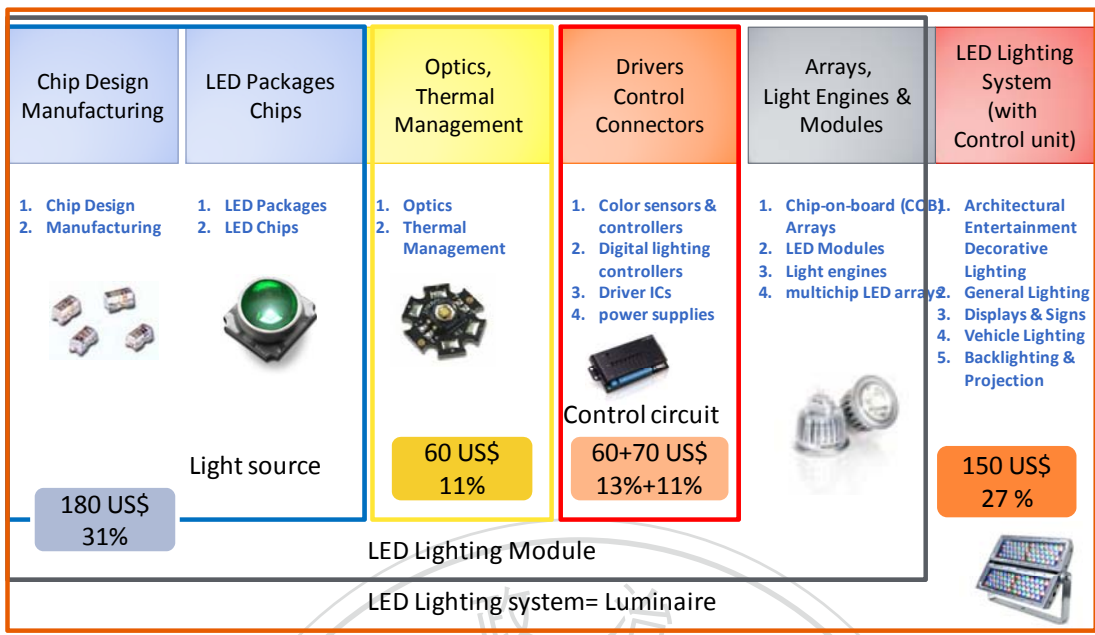 Chip Design
Manufacturing
LED Packages
Chips
Optics,
Thermal
Management
Drivers
Control
Connectors
Arrays,
Light Engines &
Modules
LED Lighting
System
(with
Control unit)
1. Chip Design
2. Manufacturing
1. LED Packages
2. LED Chips
1. Optics
2. Thermal
Management
1. Color sensors &
controllers
2. Digital lighting
controllers
3. Driver ICs
4. power supplies
1. Chip-on-board (COB)
Arrays
2. LED Modules
3. Light engines
4. multichip LED arrays
1. Architectural
Entertainment
Decorative
Lighting
2. General Lighting
3. Displays & Signs
4. Vehicle Lighting
5. Backlighting &
Projection
Control circuit
Light source
180 US$
31%
60 US$
11%
60+70 US$
13%+11%
150 US$
27 %
LED Lighting Module
LED Lighting system= Luminaire
政 治